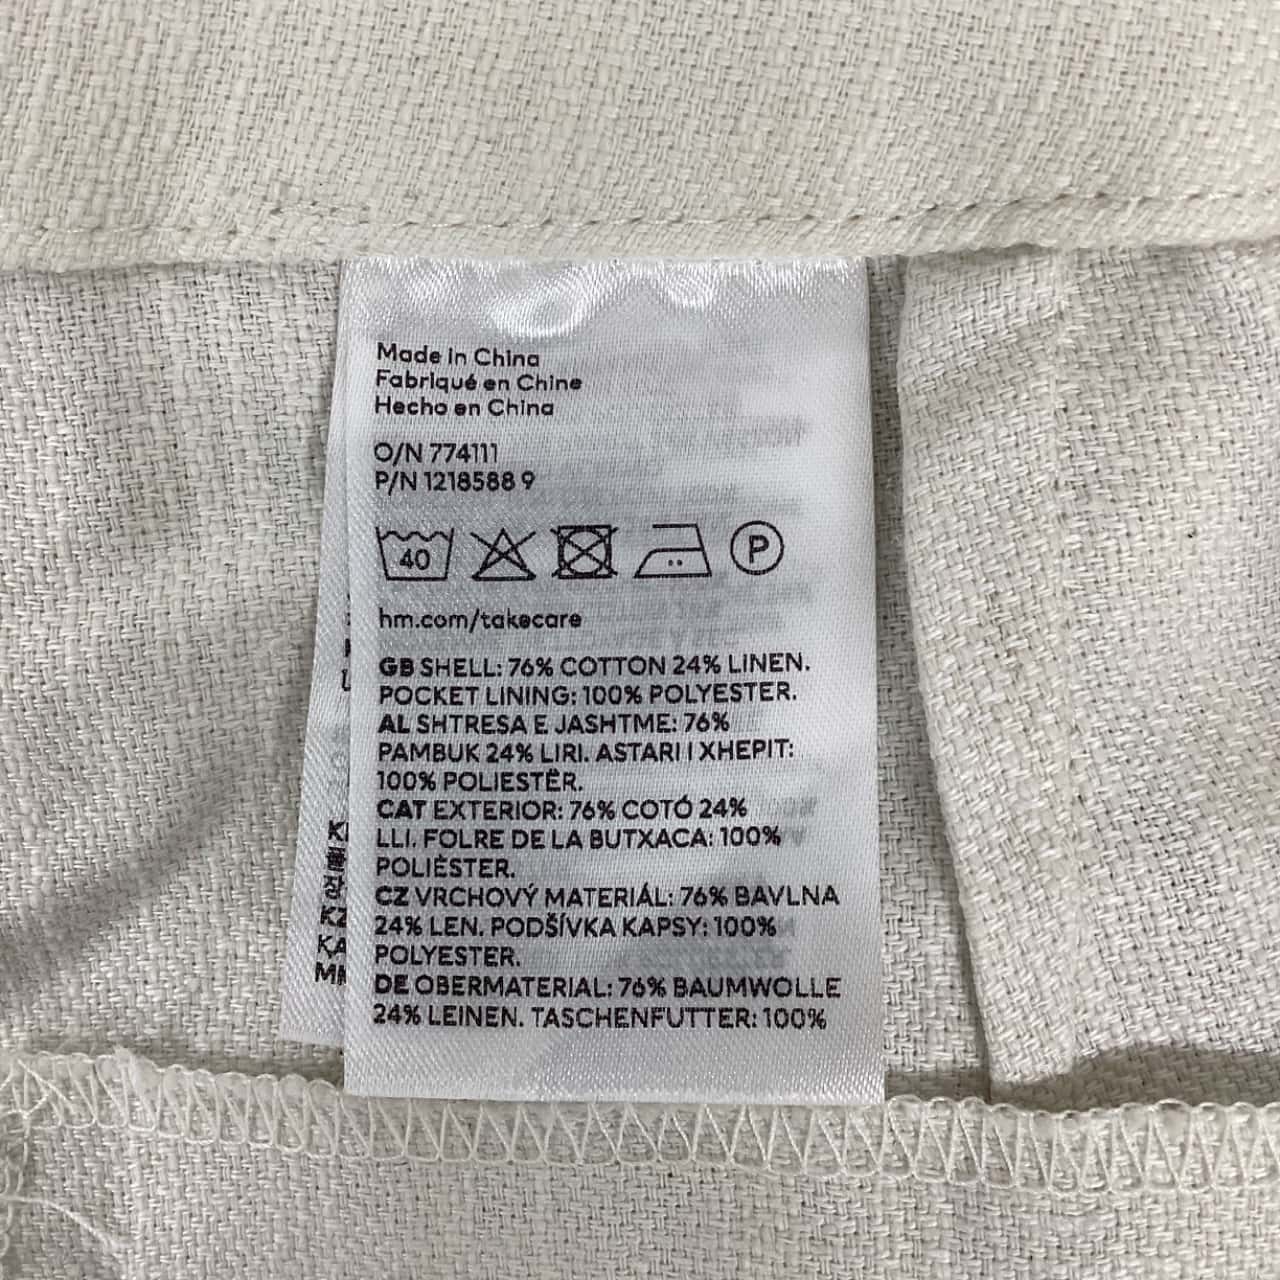 Made in China
Fabriqué en Chine
Hecho en China
O/N 774111
P/N 1218588 9
40
P
hm.com/takecare
GB SHELL: 76% COTTON 24% LINEN.
POCKET LINING: 100% POLYESTER.
AL SHTRESA E JASHTME: 76%
PAMBUK 24% LIRI. ASTARI I XHEPIT:
100% POLIESTËR.
CAT EXTERIOR: 76% COTÓ 24%
LLI. FOLRE DE LA BUTXACA: 100%
POLIÈSTER.
CZ VRCHOVÝ MATERIÁL: 76% BAVLNA
24% LEN. PODŠÍVKA KAPSY: 100%
POLYESTER.
DE OBERMATERIAL: 76% BAUMWOLLE
24% LEINEN. TASCHENFUTTER: 100%
KZ
KA